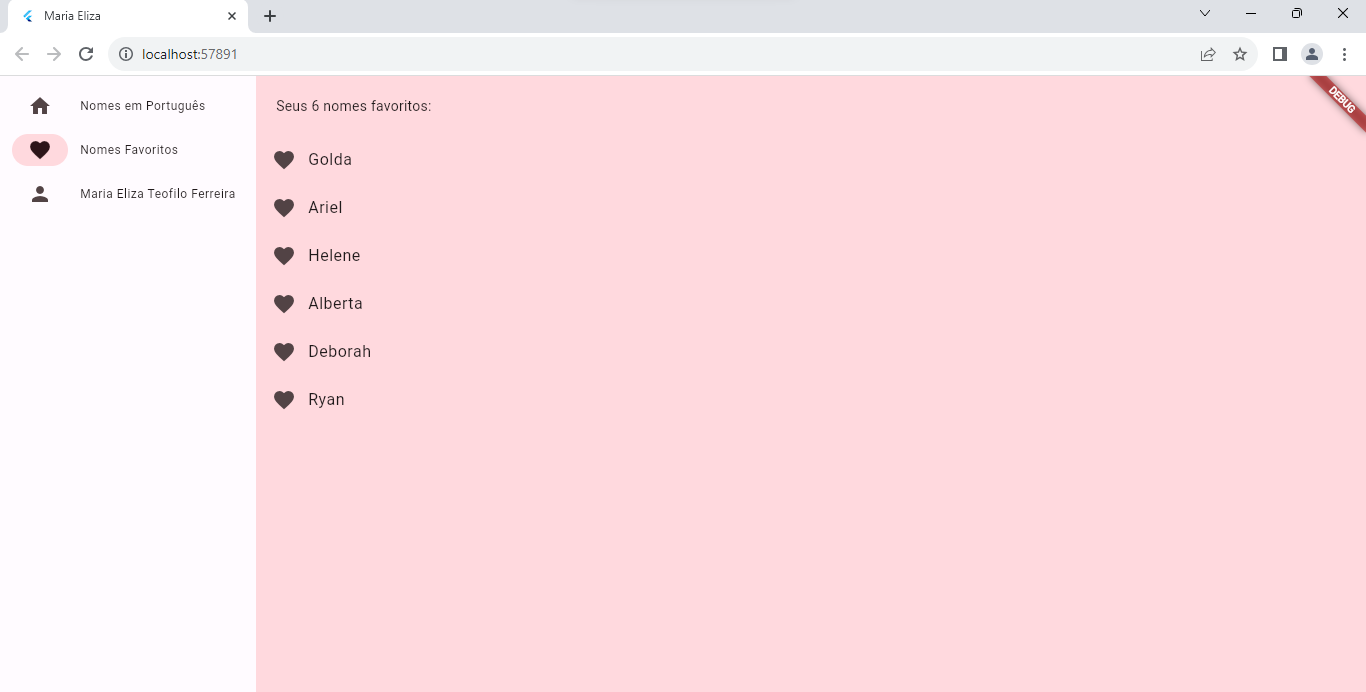 Maria Eliza
localhost:57891
Nomes em Português
Nomes Favoritos
Maria Eliza Teofilo Ferreira
Seus 6 nomes favoritos:
DEBUG
Golda
Ariel
Helene
Alberta
Deborah
Ryan